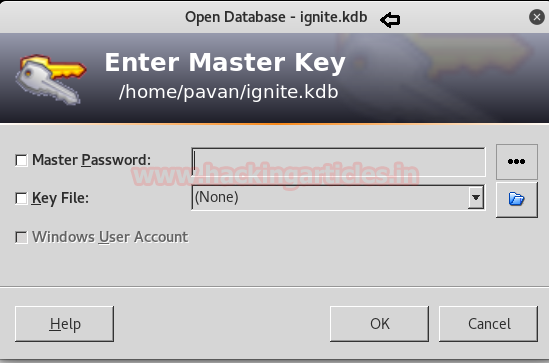 Open Database - ignite.kdb
Enter Master Key
/home/pavan/ignite.kdb
Master Password:
www.hackingarticles.in
Key File:
(None)
Windows User Account
Help
OK
Cancel